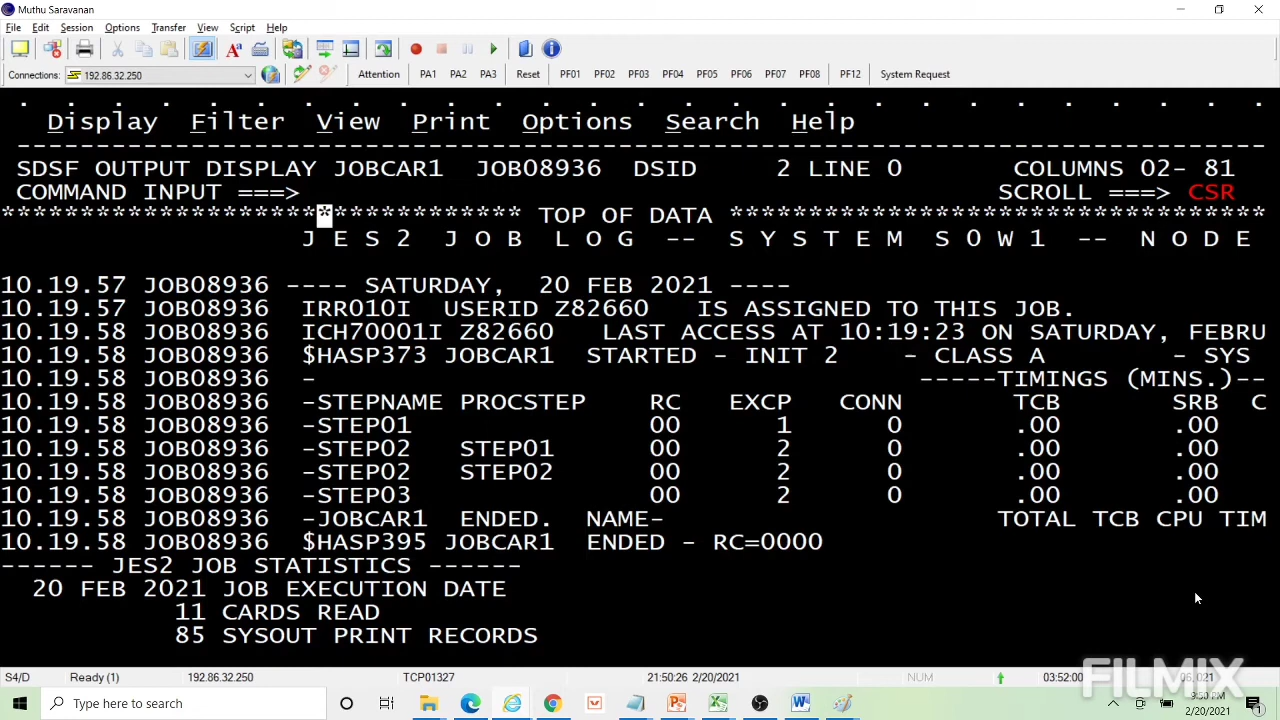 Muthu Saravanan
File Edit Session Options Transfer View Script Help
Connections: 192.86.32.250 Attention PA1 PA2 PA3 Reset PF01 PF02 PF03 PF04 PF05 PF06 PF07 PF08 PF12 System Request
. . . . . . . . . . . . . . . . . . . . . . . . . . .
Display Filter View Print Options Search Help
-------------------------------------------------------------------------------
SDSF OUTPUT DISPLAY JOBCAR1  JOB08936  DSID     2 LINE 0       COLUMNS 02- 81
COMMAND INPUT ===>                                            SCROLL ===> CSR
********************************* TOP OF DATA **********************************
J E S 2  J O B  L O G  --  S Y S T E M  S 0 W 1  --  N O D E
10.19.57 JOB08936 ---- SATURDAY,  20 FEB 2021 ----
10.19.57 JOB08936  IRR010I  USERID Z82660   IS ASSIGNED TO THIS JOB.
10.19.58 JOB08936  ICH70001I Z82660   LAST ACCESS AT 10:19:23 ON SATURDAY, FEBRU
10.19.58 JOB08936  $HASP373 JOBCAR1  STARTED - INIT 2    - CLASS A        - SYS
10.19.58 JOB08936  -                                      -----TIMINGS (MINS.)--
10.19.58 JOB08936  -STEPNAME PROCSTEP    RC   EXCP   CONN       TCB       SRB  C
10.19.58 JOB08936  -STEP01               00      1      0       .00       .00
10.19.58 JOB08936  -STEP02   STEP01      00      2      0       .00       .00
10.19.58 JOB08936  -STEP02   STEP02      00      2      0       .00       .00
10.19.58 JOB08936  -STEP03               00      2      0       .00       .00
10.19.58 JOB08936  -JOBCAR1  ENDED.  NAME-                     TOTAL TCB CPU TIM
10.19.58 JOB08936  $HASP395 JOBCAR1  ENDED - RC=0000
------ JES2 JOB STATISTICS ------
20 FEB 2021 JOB EXECUTION DATE
11 CARDS READ
85 SYSOUT PRINT RECORDS
S4/D Ready (1) 192.86.32.250 TCP01327 21:50:26 2/20/2021 NUM 03:52:00 06,021
FILMIX
Type here to search
9:50 PM
2/20/2021
1